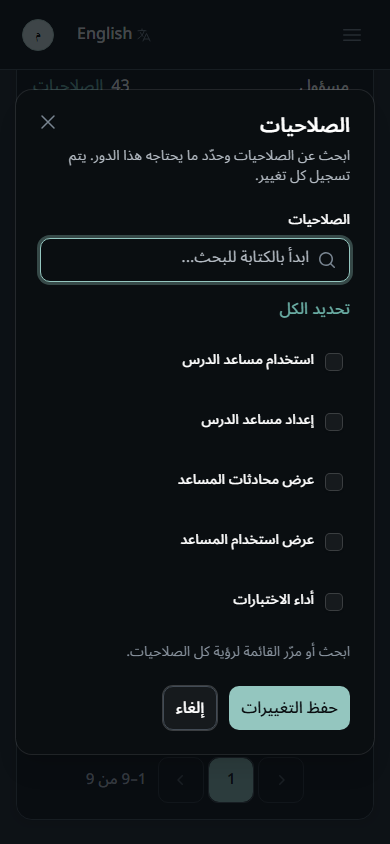 م
English
مسؤول
43 الصلاحيات
الصلاحيات
ابحث عن الصلاحيات وحدّد ما يحتاجه هذا الدور. يتم
تسجيل كل تغيير.
الصلاحيات
ابدأ بالكتابة للبحث...
تحديد الكل
استخدام مساعد الدرس
إعداد مساعد الدرس
عرض محادثات المساعد
عرض استخدام المساعد
أداء الاختبارات
ابحث أو مرّر القائمة لرؤية كل الصلاحيات.
حفظ التغييرات
إلغاء
1
1–9 من 9